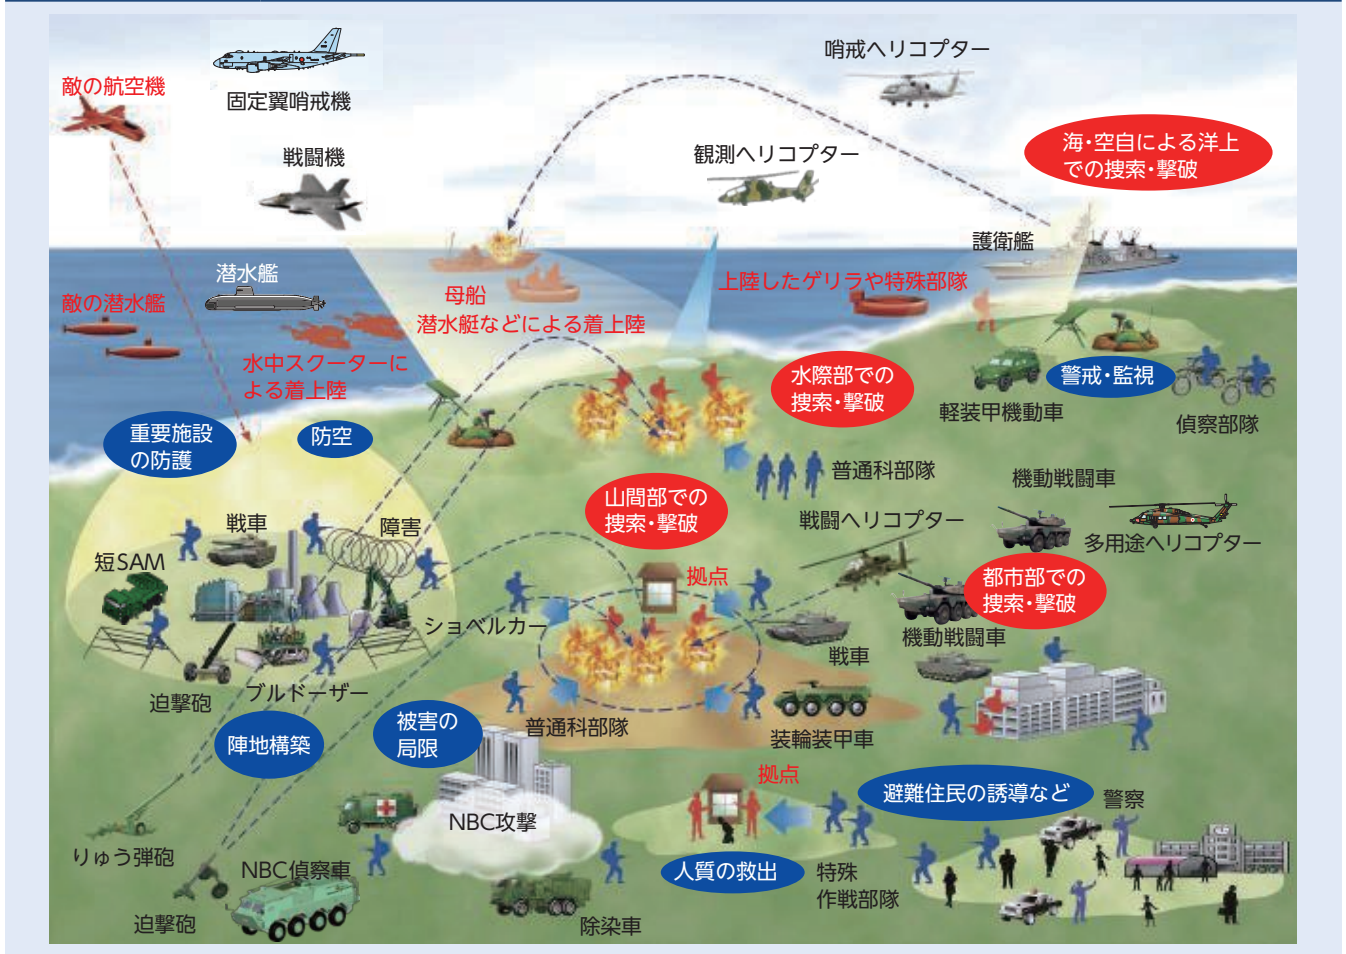 哨戒ヘリコプター
敵の航空機
固定翼哨戒機
海・空自による洋上
での捜索・撃破
戦闘機
観測ヘリコプター
護衛艦
潜水艦
上陸したゲリラや特殊部隊
敵の潜水艦
母船
潜水艇などによる着上陸
水中スクーターに
よる着上陸
水際部での
捜索・撃破
警戒・監視
軽装甲機動車
偵察部隊
重要施設
の防護
防空
普通科部隊
機動戦闘車
山間部での
捜索・撃破
戦車
障害
戦闘ヘリコプター
多用途ヘリコプター
短SAM
拠点
都市部での
捜索・撃破
ショベルカー
機動戦闘車
戦車
迫撃砲
ブルドーザー
被害の
局限
普通科部隊
装輪装甲車
陣地構築
拠点
避難住民の誘導など
警察
NBC攻撃
りゅう弾砲
NBC偵察車
人質の救出
特殊
作戦部隊
迫撃砲
除染車